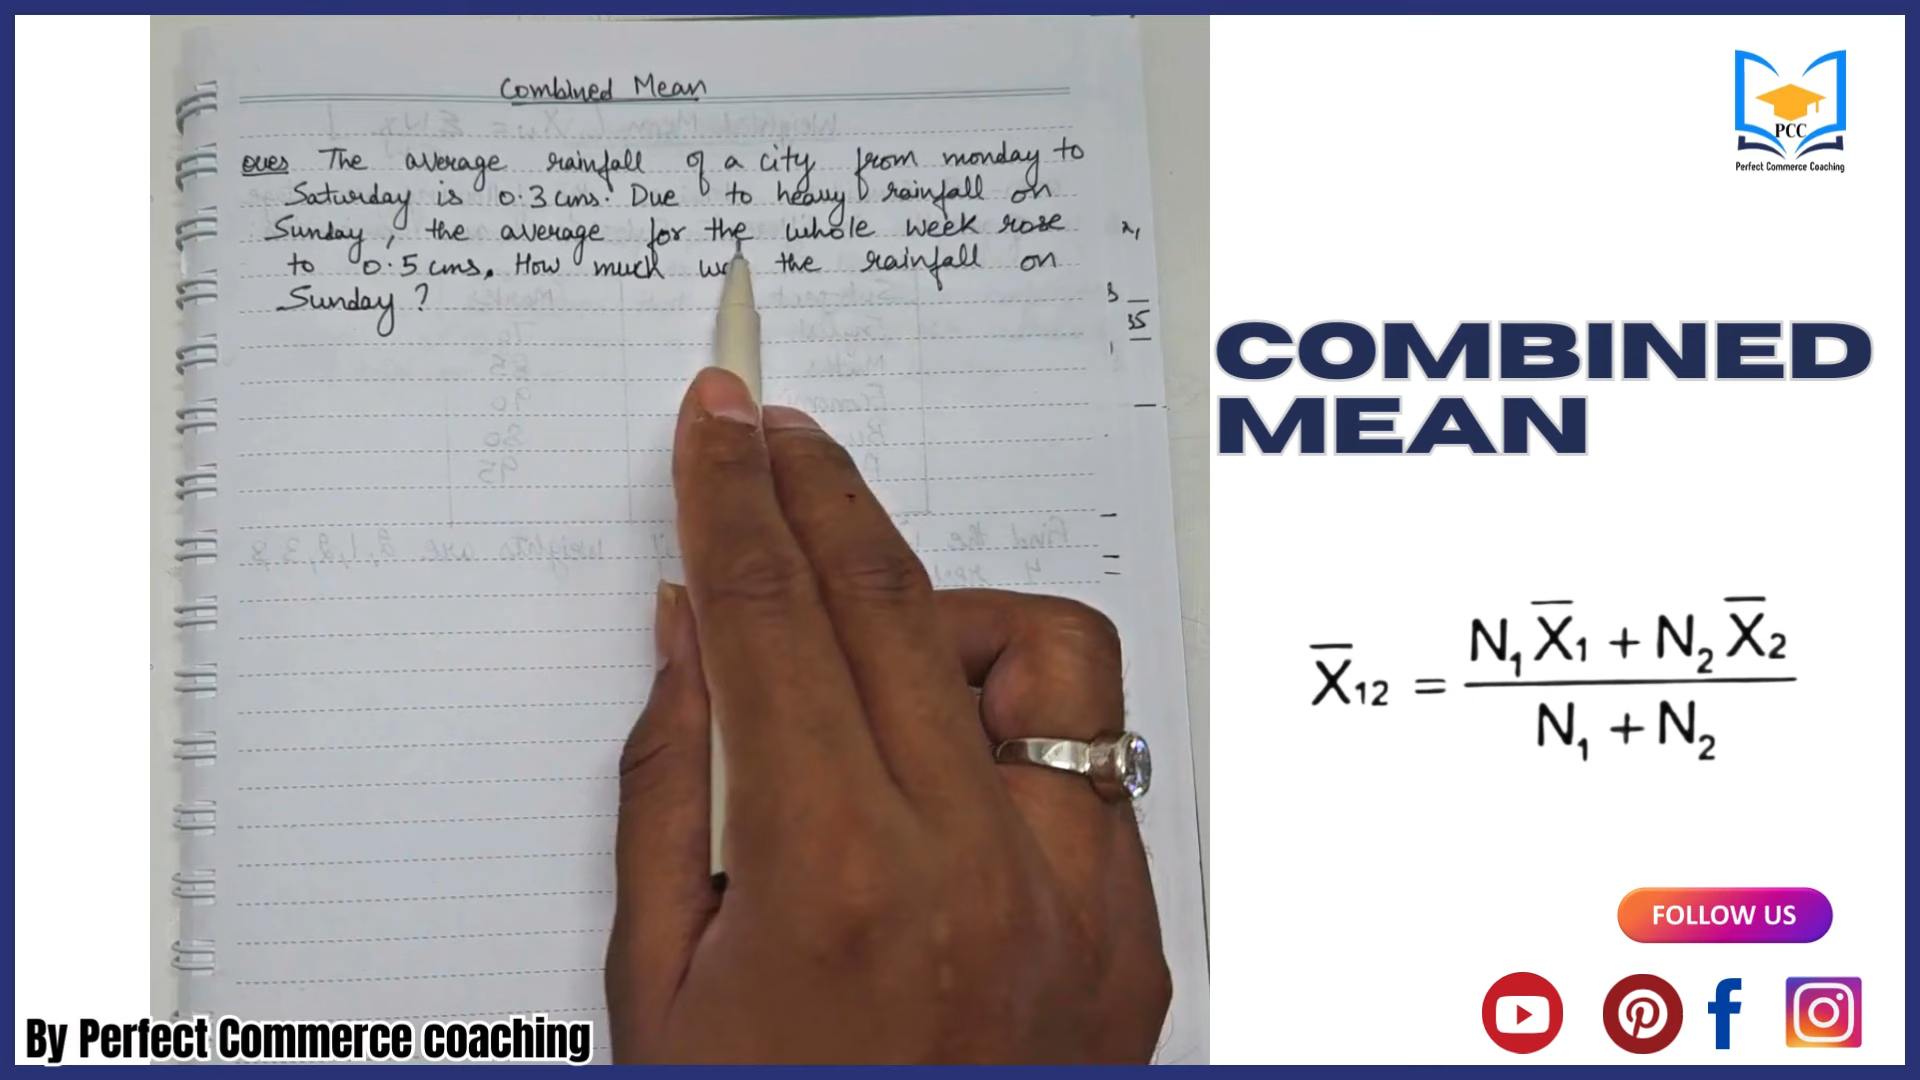 Combined Mean
Ques The average rainfall of a city from monday to
Saturday is 0.3 cms. Due to heavy rainfall on
Sunday, the average for the whole week rose
to 0.5 cms. How much the rainfall on
Sunday?
35
PCC
Perfect Commerce Coaching
COMBINED
MEAN
X̄₁₂ = (N₁X̄₁ + N₂X̄₂) / (N₁ + N₂)
FOLLOW US
By Perfect Commerce coaching